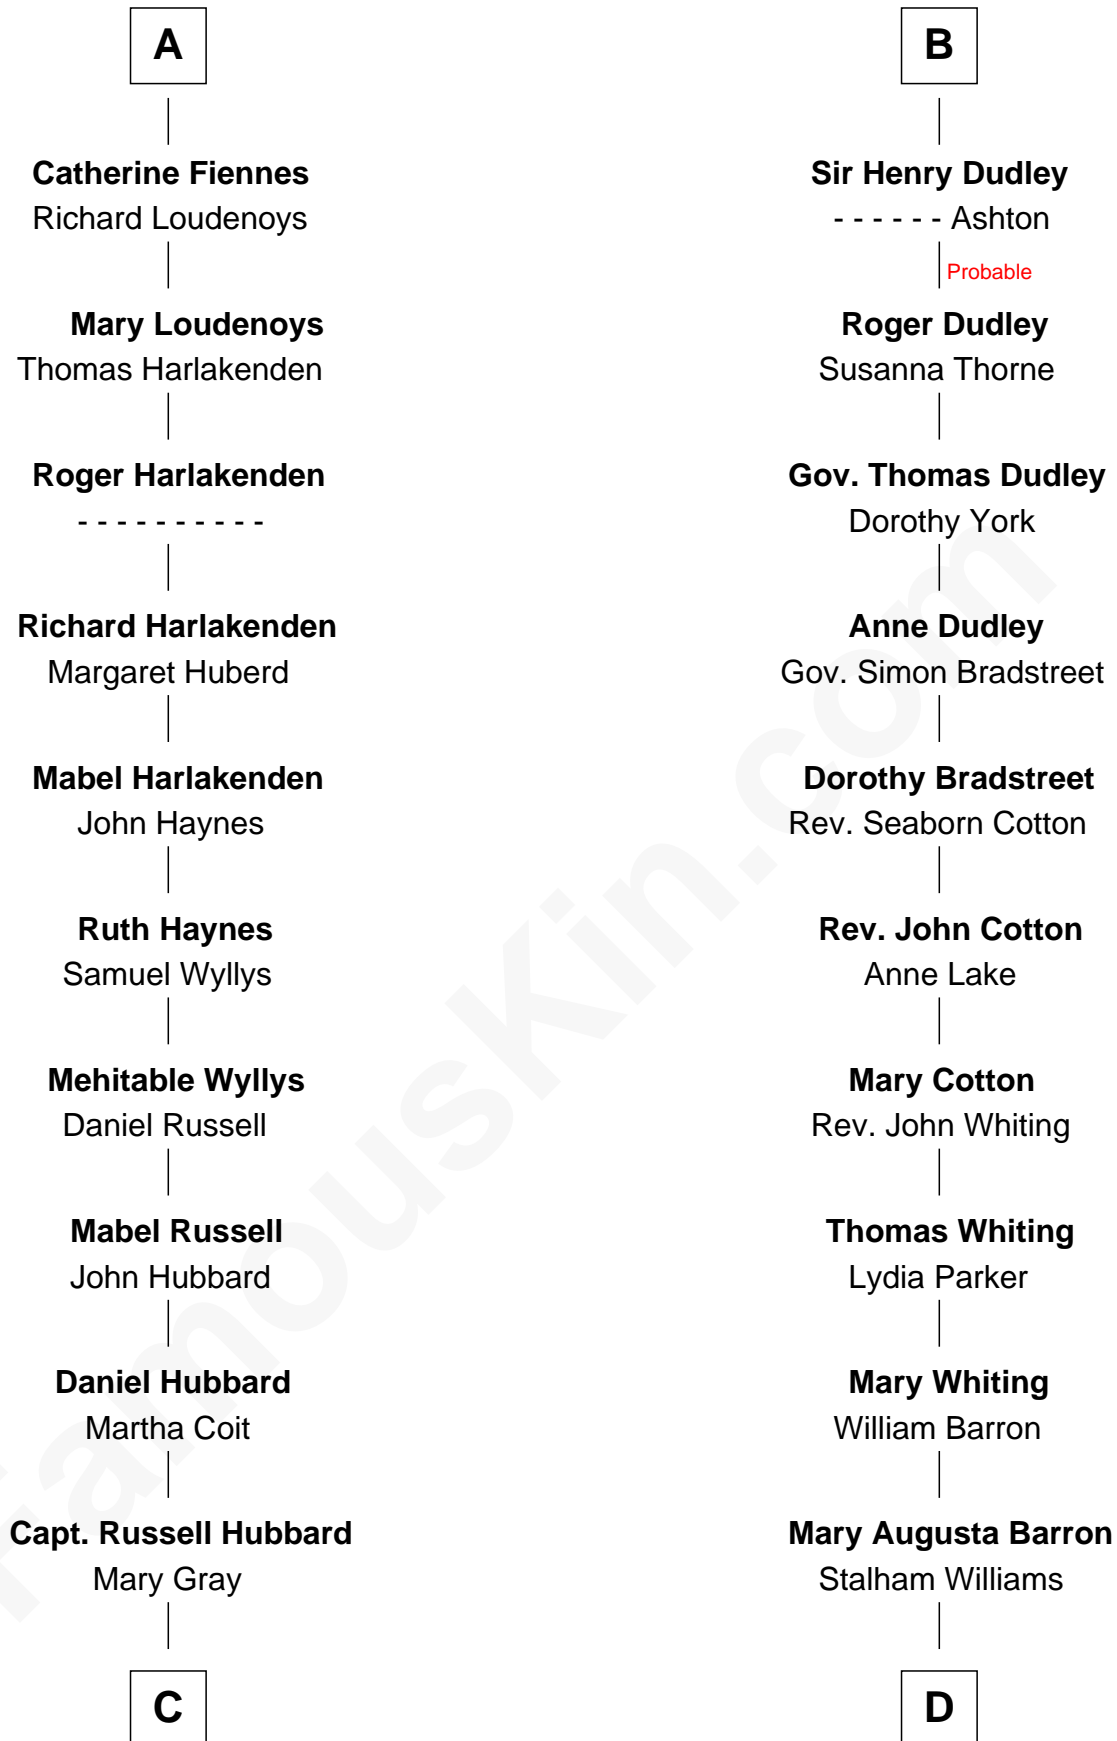 A
Catherine Fiennes
Richard Loudenoys
Mary Loudenoys
Thomas Harlakenden
Roger Harlakenden
- - - - - - - - - -
Richard Harlakenden
Margaret Huberd
Mabel Harlakenden
John Haynes
Ruth Haynes
Samuel Wyllys
Mehitable Wyllys
Daniel Russell
Mabel Russell
John Hubbard
Daniel Hubbard
Martha Coit
Capt. Russell Hubbard
Mary Gray
C
B
Sir Henry Dudley
- - - - - - Ashton
Probable
Roger Dudley
Susanna Thorne
Gov. Thomas Dudley
Dorothy York
Anne Dudley
Gov. Simon Bradstreet
Dorothy Bradstreet
Rev. Seaborn Cotton
Rev. John Cotton
Anne Lake
Mary Cotton
Rev. John Whiting
Thomas Whiting
Lydia Parker
Mary Whiting
William Barron
Mary Augusta Barron
Stalham Williams
D
FamousKin.com